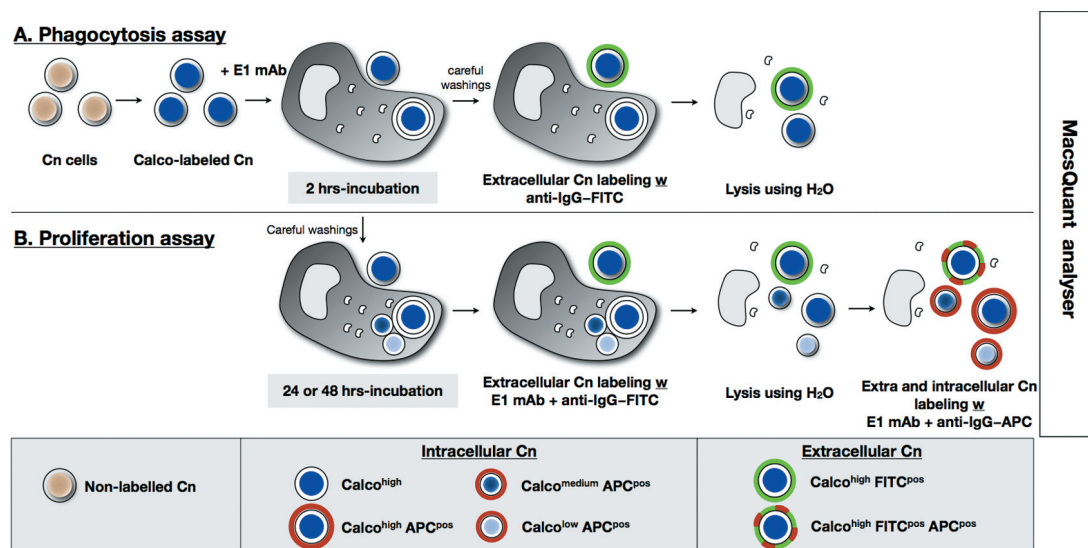 A. Phagocytosis assay
+ E1 mAb
careful
washings
Cn cells
Calco-labeled Cn
2 hrs-incubation
Extracellular Cn labeling w
anti-IgG–FITC
Lysis using H₂O
B. Proliferation assay
Careful washings
24 or 48 hrs-incubation
Extracellular Cn labeling w
E1 mAb + anti-IgG–FITC
Lysis using H₂O
Extra and intracellular Cn
labeling w
E1 mAb + anti-IgG–APC
MacsQuant analyser
Non-labelled Cn
Intracellular Cn
Calcoʰⁱᵍʰ
Calcoᵐᵉᵈⁱᵘᵐ APCᵖᵒˢ
Calcoʰⁱᵍʰ APCᵖᵒˢ
Calcoˡᵒʷ APCᵖᵒˢ
Extracellular Cn
Calcoʰⁱᵍʰ FITCᵖᵒˢ
Calcoʰⁱᵍʰ FITCᵖᵒˢ APCᵖᵒˢ